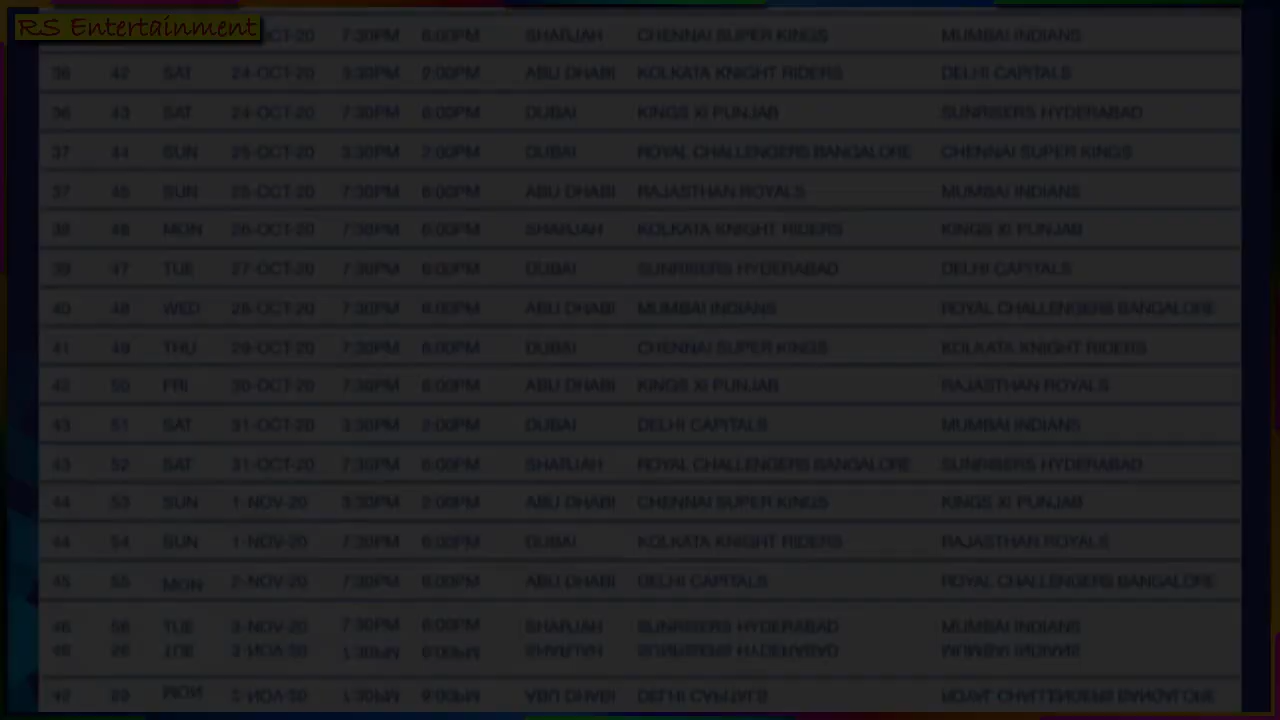 RS Entertainment
OCT-20 7:30PM 6:00PM SHARJAH CHENNAI SUPER KINGS MUMBAI INDIANS
36 42 SAT 24-OCT-20 3:30PM 2:00PM ABU DHABI KOLKATA KNIGHT RIDERS DELHI CAPITALS
36 43 SAT 24-OCT-20 7:30PM 6:00PM DUBAI KINGS XI PUNJAB SUNRISERS HYDERABAD
37 44 SUN 25-OCT-20 3:30PM 2:00PM DUBAI ROYAL CHALLENGERS BANGALORE CHENNAI SUPER KINGS
37 45 SUN 25-OCT-20 7:30PM 6:00PM ABU DHABI RAJASTHAN ROYALS MUMBAI INDIANS
38 46 MON 26-OCT-20 7:30PM 6:00PM SHARJAH KOLKATA KNIGHT RIDERS KINGS XI PUNJAB
39 47 TUE 27-OCT-20 7:30PM 6:00PM DUBAI SUNRISERS HYDERABAD DELHI CAPITALS
40 48 WED 28-OCT-20 7:30PM 6:00PM ABU DHABI MUMBAI INDIANS ROYAL CHALLENGERS BANGALORE
41 49 THU 29-OCT-20 7:30PM 6:00PM DUBAI CHENNAI SUPER KINGS KOLKATA KNIGHT RIDERS
42 50 FRI 30-OCT-20 7:30PM 6:00PM ABU DHABI KINGS XI PUNJAB RAJASTHAN ROYALS
43 51 SAT 31-OCT-20 3:30PM 2:00PM DUBAI DELHI CAPITALS MUMBAI INDIANS
43 52 SAT 31-OCT-20 7:30PM 6:00PM SHARJAH ROYAL CHALLENGERS BANGALORE SUNRISERS HYDERABAD
44 53 SUN 1-NOV-20 3:30PM 2:00PM ABU DHABI CHENNAI SUPER KINGS KINGS XI PUNJAB
44 54 SUN 1-NOV-20 7:30PM 6:00PM DUBAI KOLKATA KNIGHT RIDERS RAJASTHAN ROYALS
45 55 MON 2-NOV-20 7:30PM 6:00PM ABU DHABI DELHI CAPITALS ROYAL CHALLENGERS BANGALORE
46 56 TUE 3-NOV-20 7:30PM 6:00PM SHARJAH SUNRISERS HYDERABAD MUMBAI INDIANS